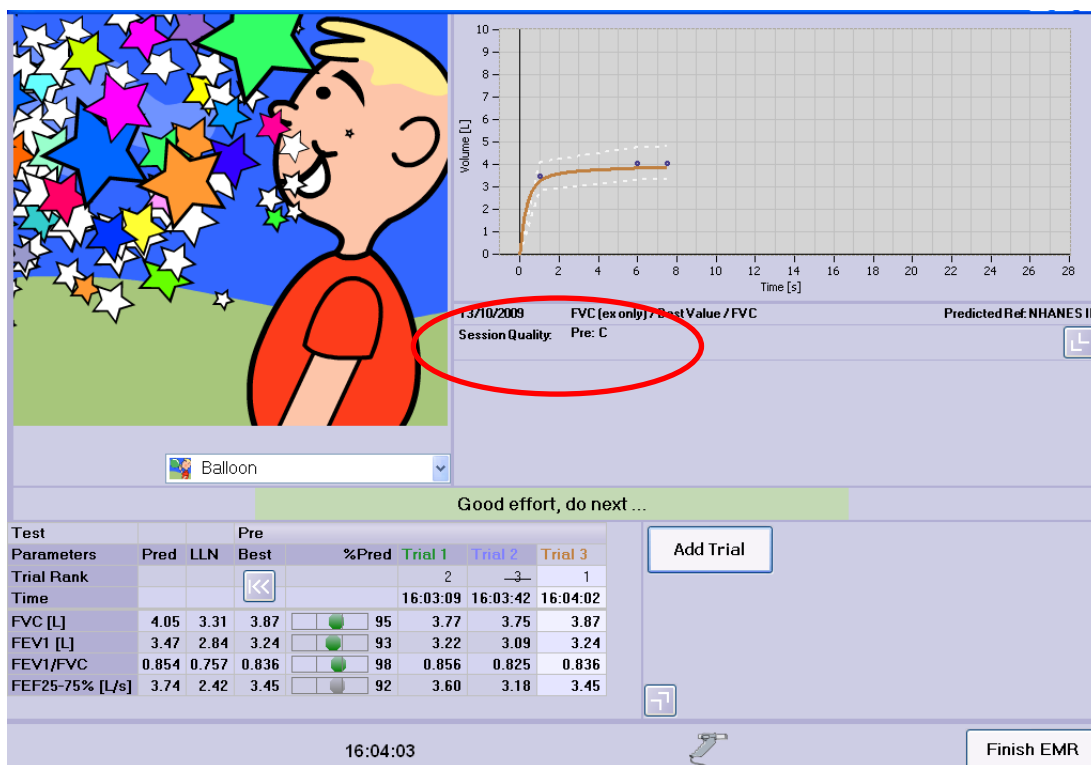 10
9
8
7
6
5
4
3
2
1
0
Volume [L]
0 2 4 6 8 10 12 14 16 18 20 22 24 26 28
Time [s]
13/10/2009 FVC (ex only) / Best Value / FVC Predicted Ref: NHANES II
Session Quality: Pre: C
Balloon
Good effort, do next ...
Test Pre
Parameters Pred LLN Best %Pred Trial 1 Trial 2 Trial 3
Trial Rank 2 3 1
Time 16:03:09 16:03:42 16:04:02
FVC [L] 4.05 3.31 3.87 95 3.77 3.75 3.87
FEV1 [L] 3.47 2.84 3.24 93 3.22 3.09 3.24
FEV1/FVC 0.854 0.757 0.836 98 0.856 0.825 0.836
FEF25-75% [L/s] 3.74 2.42 3.45 92 3.60 3.18 3.45
Add Trial
16:04:03
Finish EMR